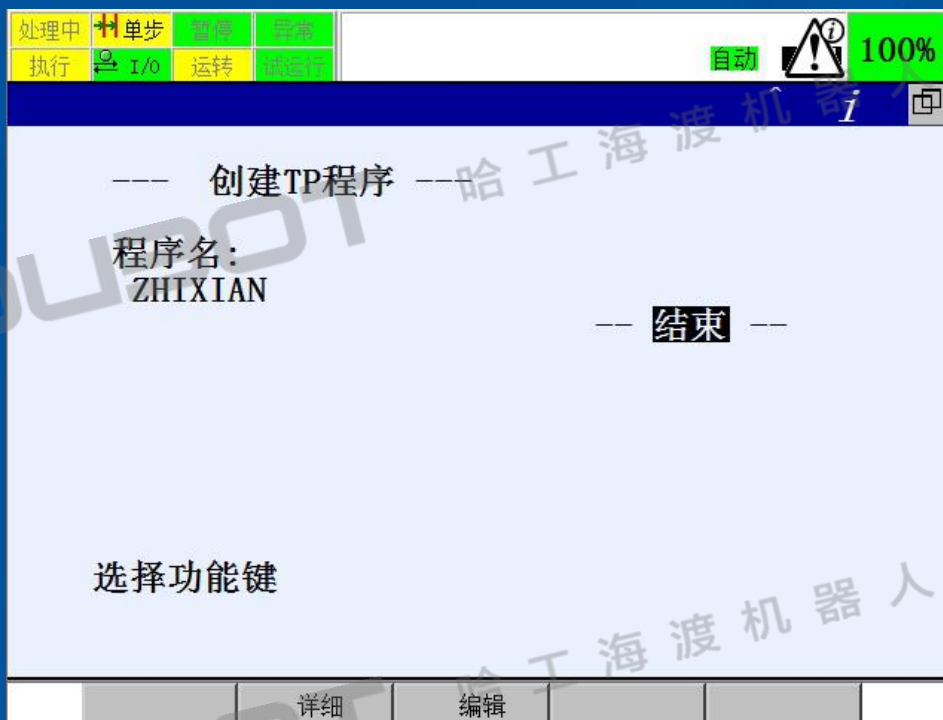 处理中 单步 暂停 异常
执行 I/O 运转 试运行
自动 100%
哈工海渡机器人
--- 创建TP程序 ---
程序名:
ZHIXIAN
-- 结束 --
选择功能键
哈工海渡机器人
详细 编辑